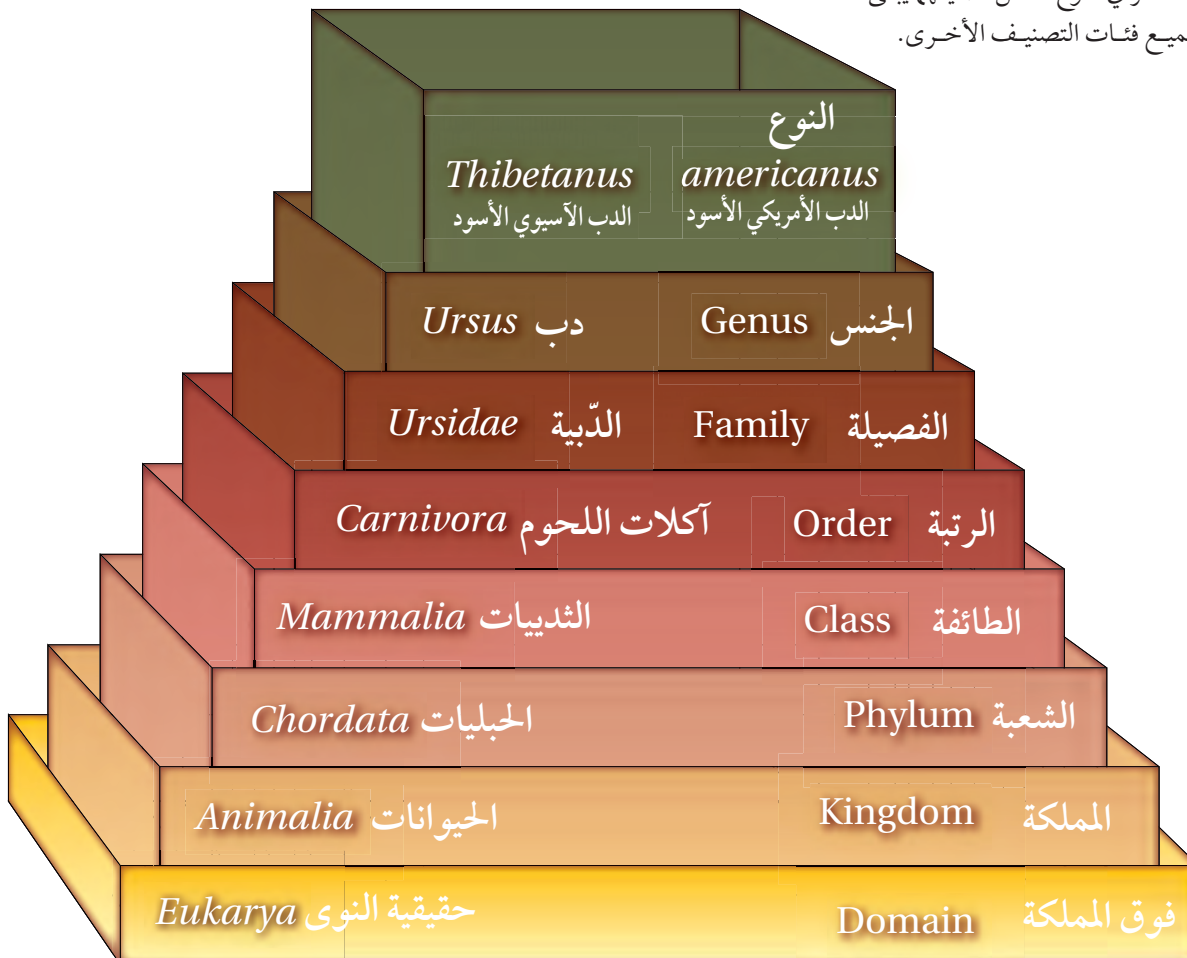 جميع فئات التصنيف الأخرى.
النوع
americanus Thibetanus
الدب الأمريكي الأسود الدب الآسيوي الأسود
الجنس Genus دب Ursus
الفصيلة Family الدّبية Ursidae
الرتبة Order آكلات اللحوم Carnivora
الطائفة Class الثدييات Mammalia
الشعبة Phylum الحبليات Chordata
المملكة Kingdom الحيوانات Animalia
فوق المملكة Domain حقيقية النوى Eukarya